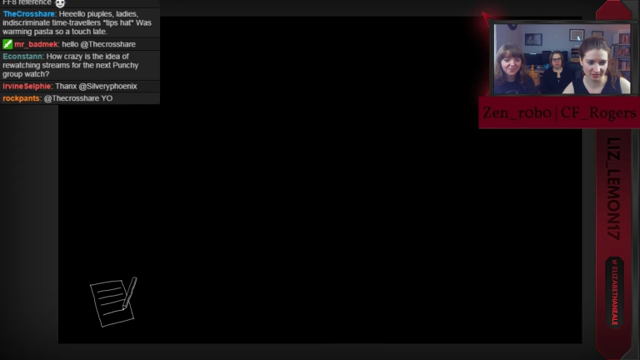 FF8 reference
TheCrosshare: Heeello piuples, ladies,
indiscriminate time-travellers *tips hat* Was
warming pasta so a touch late.
mr_badmek: hello @Thecrosshare
Econstann: How crazy is the idea of
rewatching streams for the next Punchy
group watch?
IrvineSelphie: Thanx @Silveryphoenix
rockpants: @Thecrosshare YO
Zen_robo|CF_Rogers
LIZ_LEMON17